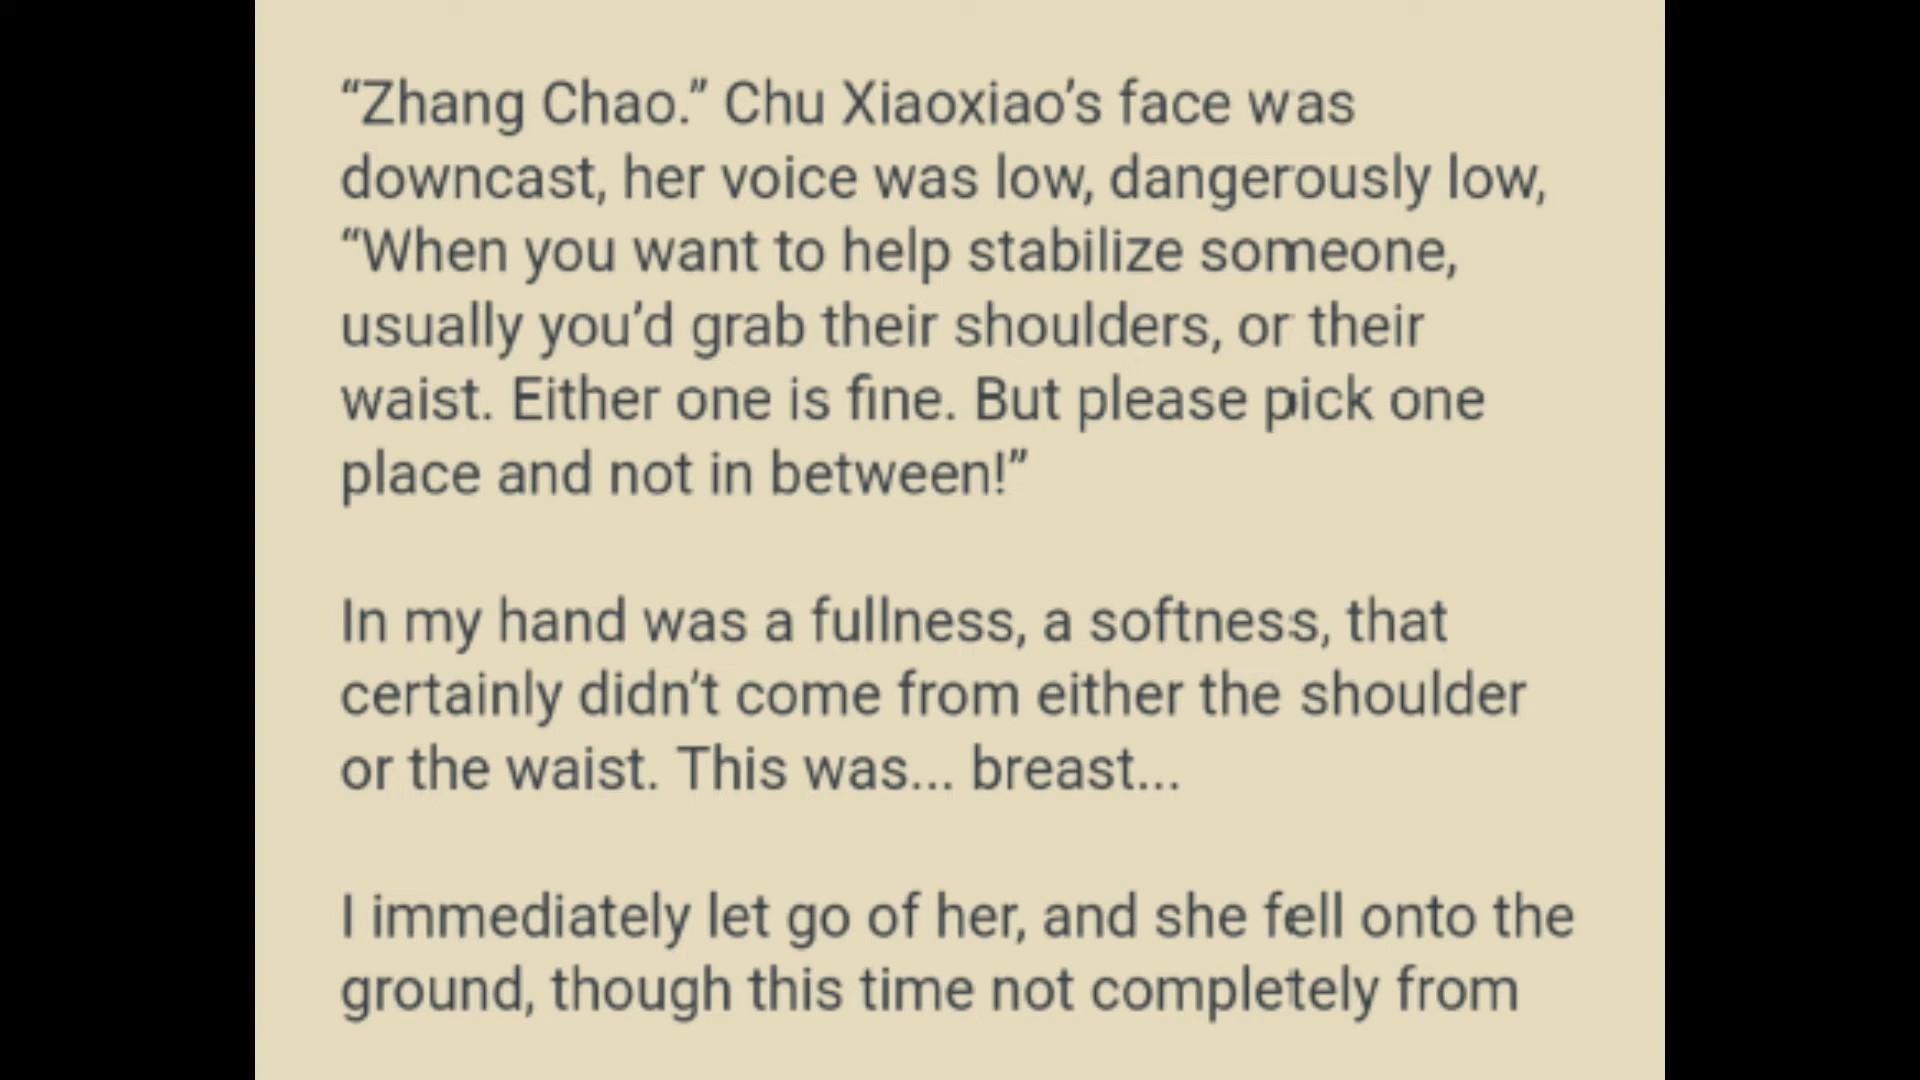 “Zhang Chao.” Chu Xiaoxiao’s face was
downcast, her voice was low, dangerously low,
“When you want to help stabilize someone,
usually you’d grab their shoulders, or their
waist. Either one is fine. But please pick one
place and not in between!”
In my hand was a fullness, a softness, that
certainly didn’t come from either the shoulder
or the waist. This was... breast...
I immediately let go of her, and she fell onto the
ground, though this time not completely from